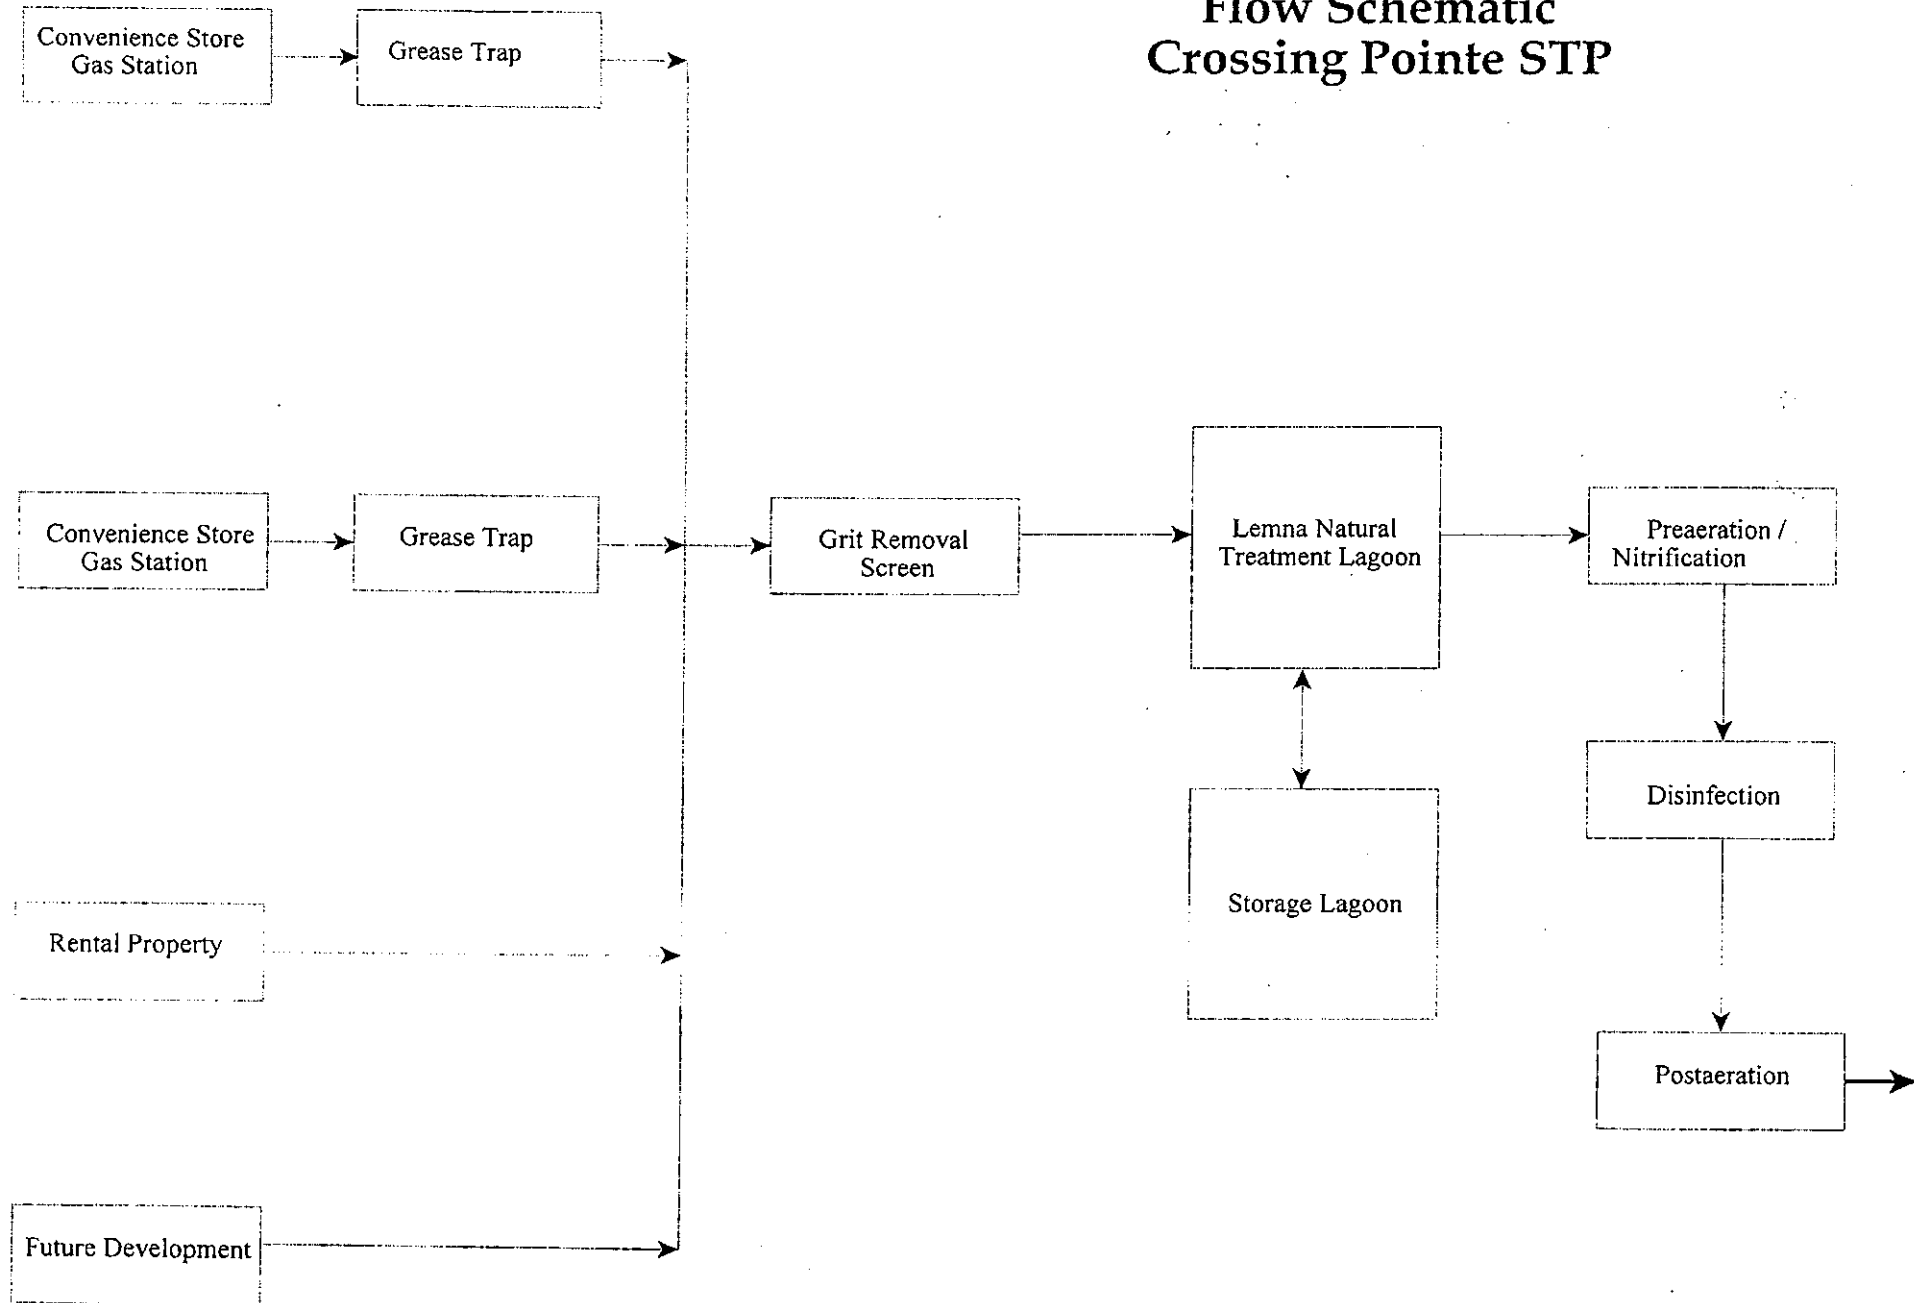 Flow Schematic
Crossing Pointe STP
Convenience Store
Gas Station
Grease Trap
Convenience Store
Gas Station
Grease Trap
Grit Removal
Screen
Lemna Natural
Treatment Lagoon
Preaeration /
Nitrification
Disinfection
Storage Lagoon
Rental Property
Postaeration
Future Development